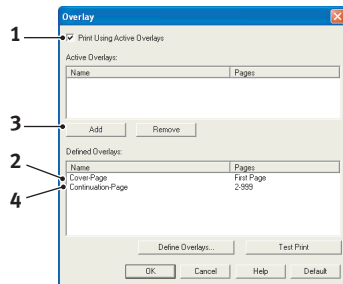 Overlay
1
Print Using Active Overlays
Active Overlays:
Name Pages
3
Add Remove
Defined Overlays:
Name Pages
2
Cover-Page First Page
4
Continuation-Page 2-999
Define Overlays... Test Print
OK Cancel Help Default